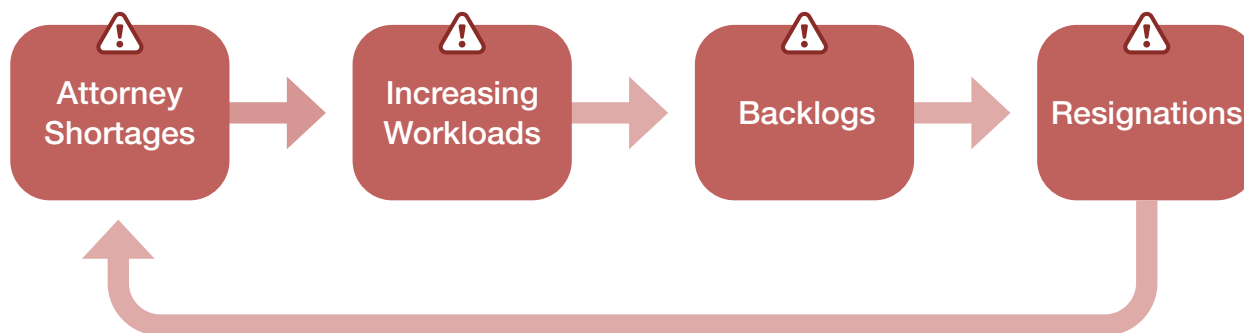 Attorney
Shortages
Increasing
Workloads
Backlogs
Resignations